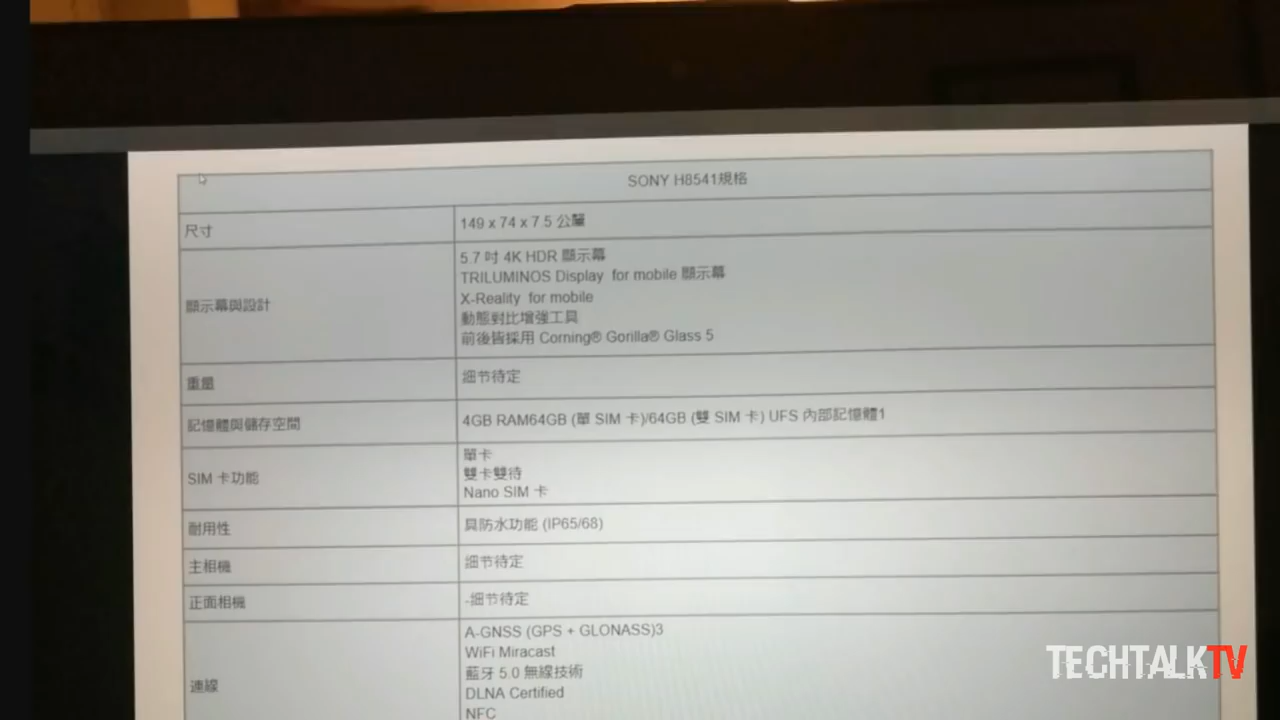 SONY H8541規格
尺寸
149 x 74 x 7.5 公釐
顯示幕與設計
5.7 吋 4K HDR 顯示幕
TRILUMINOS Display for mobile 顯示幕
X-Reality for mobile
動態對比增強工具
前後皆採用 Corning® Gorilla® Glass 5
重量
細节待定
記憶體與儲存空間
4GB RAM64GB (單 SIM 卡)/64GB (雙 SIM 卡) UFS 內部記憶體1
SIM 卡功能
單卡
雙卡雙待
Nano SIM 卡
耐用性
具防水功能 (IP65/68)
主相機
細节待定
正面相機
-細节待定
連線
A-GNSS (GPS + GLONASS)3
WiFi Miracast
藍牙 5.0 無線技術
DLNA Certified
NFC
TECHTALKTV